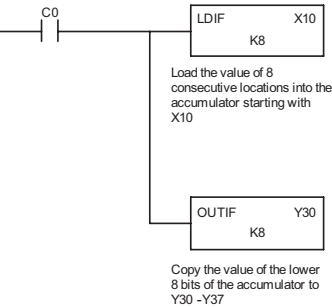 C0
LDIF X10
K8
Load the value of 8
consecutive locations into the
accumulator starting with
X10
OUTIF Y30
K8
Copy the value of the lower
8 bits of the accumulator to
Y30 -Y37